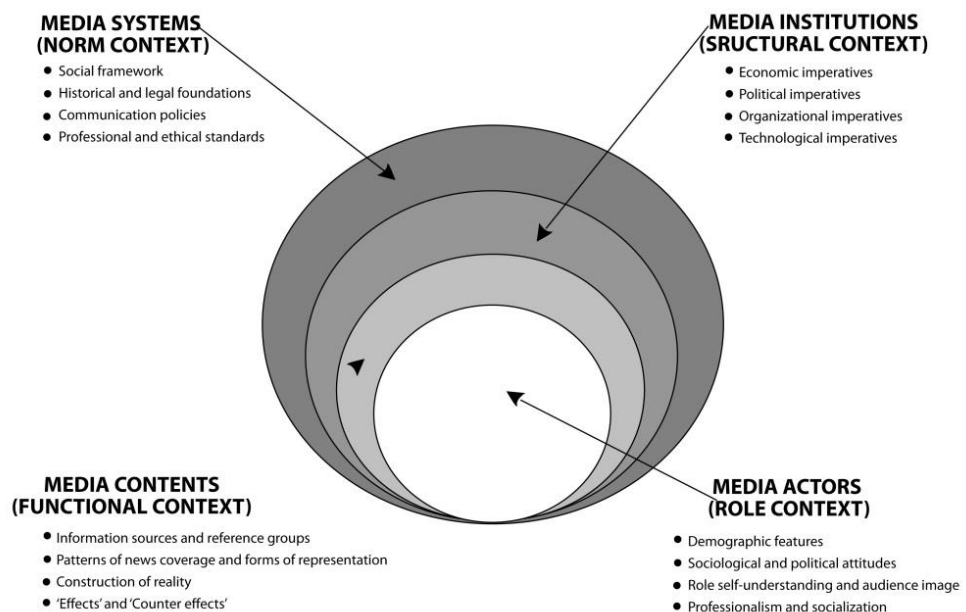 MEDIA SYSTEMS
(NORM CONTEXT)
● Social framework
● Historical and legal foundations
● Communication policies
● Professional and ethical standards
MEDIA INSTITUTIONS
(SRUCTURAL CONTEXT)
● Economic imperatives
● Political imperatives
● Organizational imperatives
● Technological imperatives
MEDIA CONTENTS
(FUNCTIONAL CONTEXT)
● Information sources and reference groups
● Patterns of news coverage and forms of representation
● Construction of reality
● 'Effects' and 'Counter effects'
MEDIA ACTORS
(ROLE CONTEXT)
● Demographic features
● Sociological and political attitudes
● Role self-understanding and audience image
● Professionalism and socialization